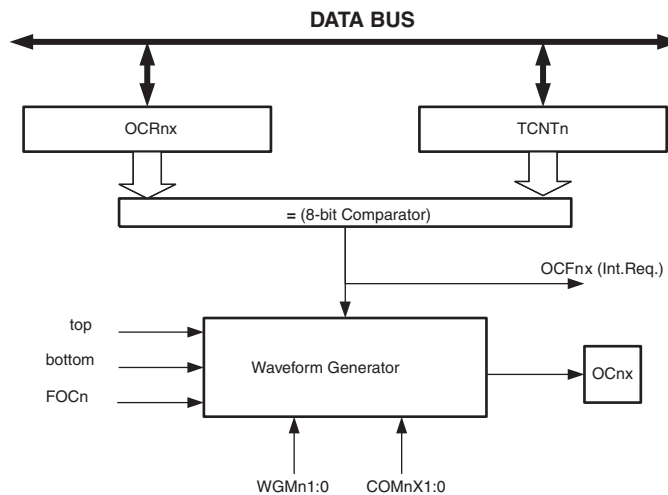 DATA BUS
OCRnx
TCNTn
= (8-bit Comparator)
OCFnx (Int.Req.)
top
bottom
FOCn
Waveform Generator
OCnx
WGMn1:0
COMnX1:0